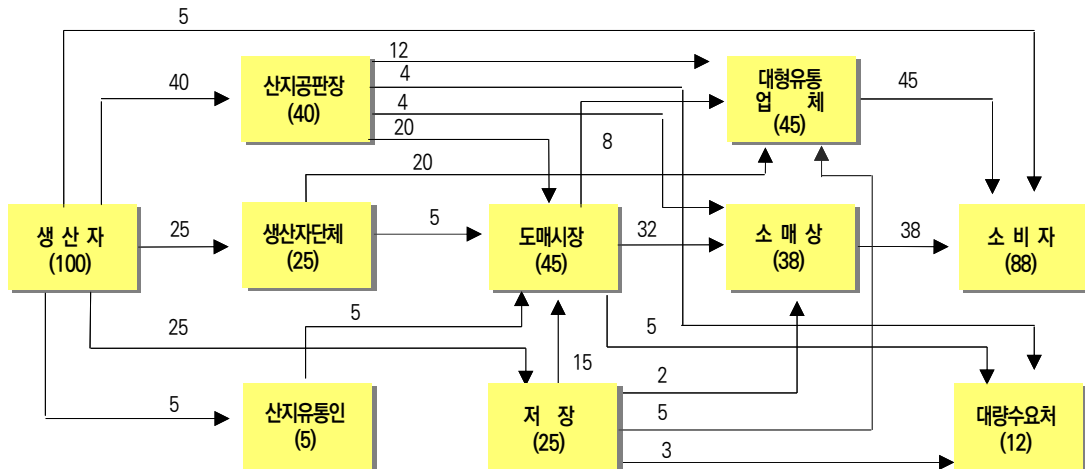 5
12
40
산지공판장
(40)
4
4
20
대형유통
업 체
(45)
45
8
20
생 산 자
(100)
25
생산자단체
(25)
5
도매시장
(45)
32
소 매 상
(38)
38
소 비 자
(88)
25
5
15
5
2
5
산지유통인
(5)
저 장
(25)
5
3
대량수요처
(12)